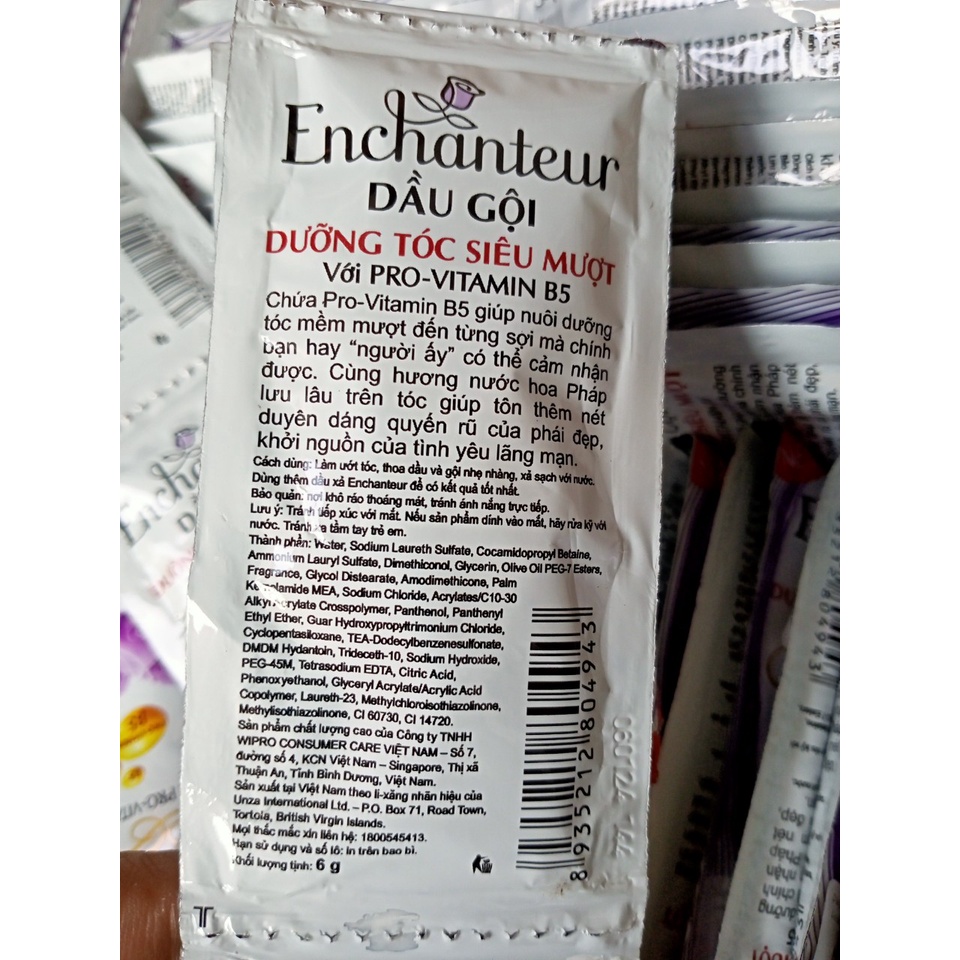 Enchanteur
DẦU GỘI
DƯỠNG TÓC SIÊU MƯỢT
Với PRO-VITAMIN B5
Chứa Pro-Vitamin B5 giúp nuôi dưỡng
tóc mềm mượt đến từng sợi mà chính
bạn hay “người ấy” có thể cảm nhận
được. Cùng hương nước hoa Pháp
lưu lâu trên tóc giúp tôn thêm nét
duyên dáng quyến rũ của phái đẹp,
khởi nguồn của tình yêu lãng mạn.
Cách dùng: Làm ướt tóc, thoa dầu và gội nhẹ nhàng, xả sạch với nước.
Dùng thêm dầu xả Enchanteur để có kết quả tốt nhất.
Bảo quản: nơi khô ráo thoáng mát, tránh ánh nắng trực tiếp.
Lưu ý: Tránh tiếp xúc với mắt. Nếu sản phẩm dính vào mắt, hãy rửa kỹ với
nước. Tránh xa tầm tay trẻ em.
Thành phần: Water, Sodium Laureth Sulfate, Cocamidopropyl Betaine,
Ammonium Lauryl Sulfate, Dimethiconol, Glycerin, Olive Oil PEG-7 Esters,
Fragrance, Glycol Distearate, Amodimethicone, Palm
Kernelamide MEA, Sodium Chloride, Acrylates/C10-30
Alkyl Acrylate Crosspolymer, Panthenol, Panthenyl
Ethyl Ether, Guar Hydroxypropyltrimonium Chloride,
Cyclopentasiloxane, TEA-Dodecylbenzenesulfonate,
DMDM Hydantoin, Trideceth-10, Sodium Hydroxide,
PEG-45M, Tetrasodium EDTA, Citric Acid,
Phenoxyethanol, Glyceryl Acrylate/Acrylic Acid
Copolymer, Laureth-23, Methylchloroisothiazolinone,
Methylisothiazolinone, CI 60730, CI 14720.
Sản phẩm chất lượng cao của Công ty TNHH
WIPRO CONSUMER CARE VIỆT NAM – Số 7,
đường số 4, KCN Việt Nam – Singapore, Thị xã
Thuận An, Tỉnh Bình Dương, Việt Nam.
Sản xuất tại Việt Nam theo li-xăng nhãn hiệu của
Unza International Ltd. – P.O. Box 71, Road Town,
Tortola, British Virgin Islands.
Mọi thắc mắc xin liên hệ: 1800545413.
Hạn sử dụng và số lô: in trên bao bì.
Khối lượng tịnh: 6 g
8 935212 804943